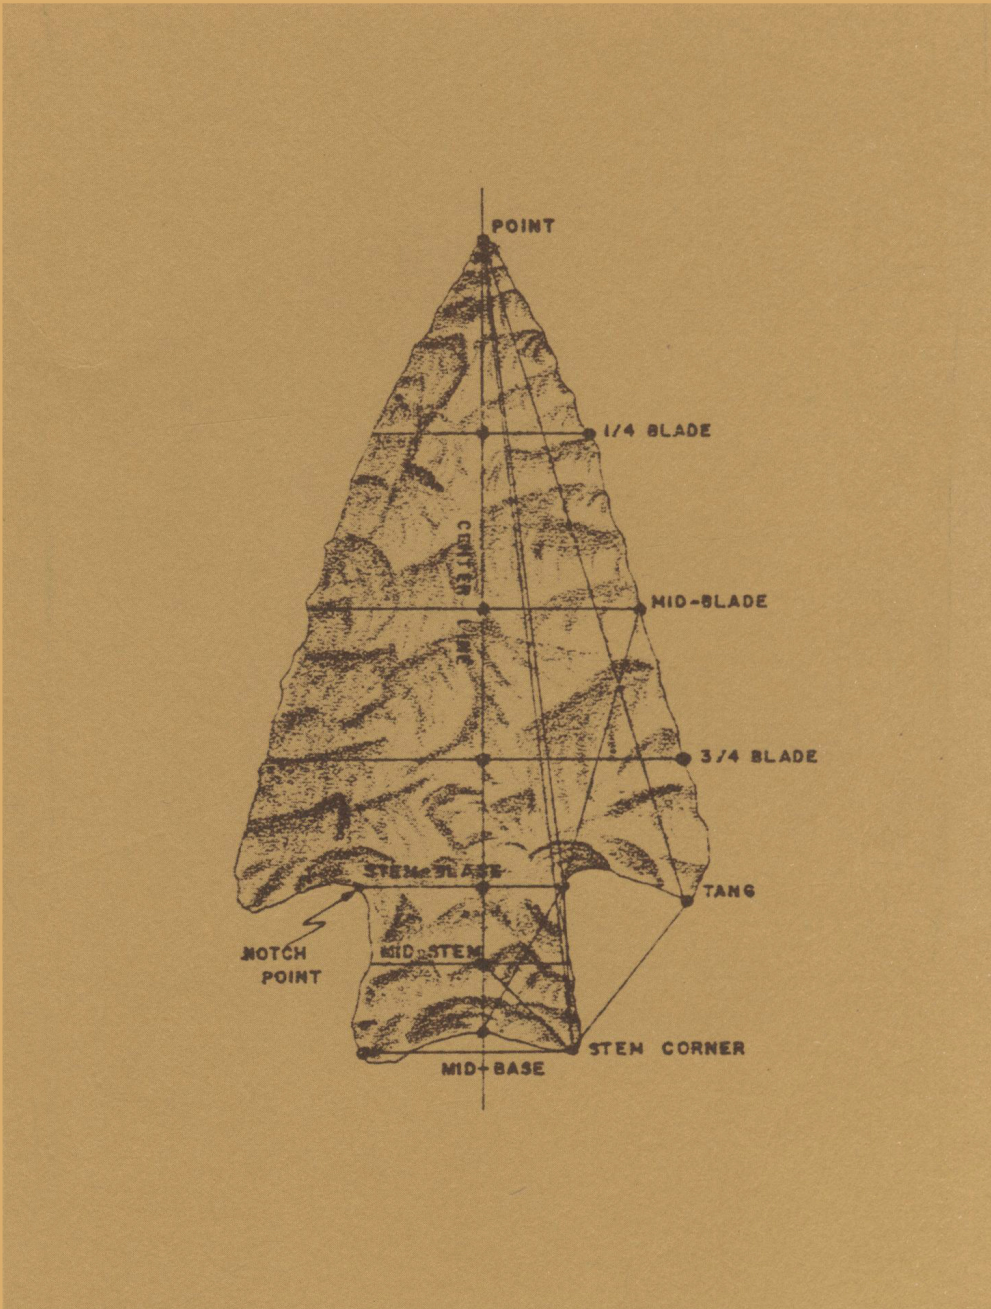 POINT
1/4 BLADE
CENTER LINE
MID-BLADE
3/4 BLADE
STEM-BLADE
TANG
NOTCH
POINT
MID-STEM
STEM CORNER
MID-BASE